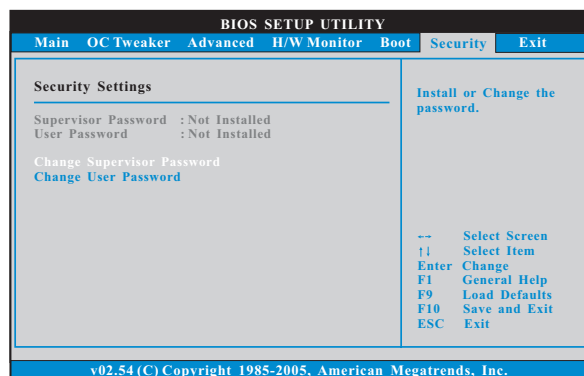 BIOS SETUP UTILITY
Main OC Tweaker Advanced H/W Monitor Boot Security Exit
Security Settings
Supervisor Password : Not Installed
User Password : Not Installed
Change Supervisor Password
Change User Password
Install or Change the
password.
←→ Select Screen
↑↓ Select Item
Enter Change
F1 General Help
F9 Load Defaults
F10 Save and Exit
ESC Exit
v02.54 (C) Copyright 1985-2005, American Megatrends, Inc.